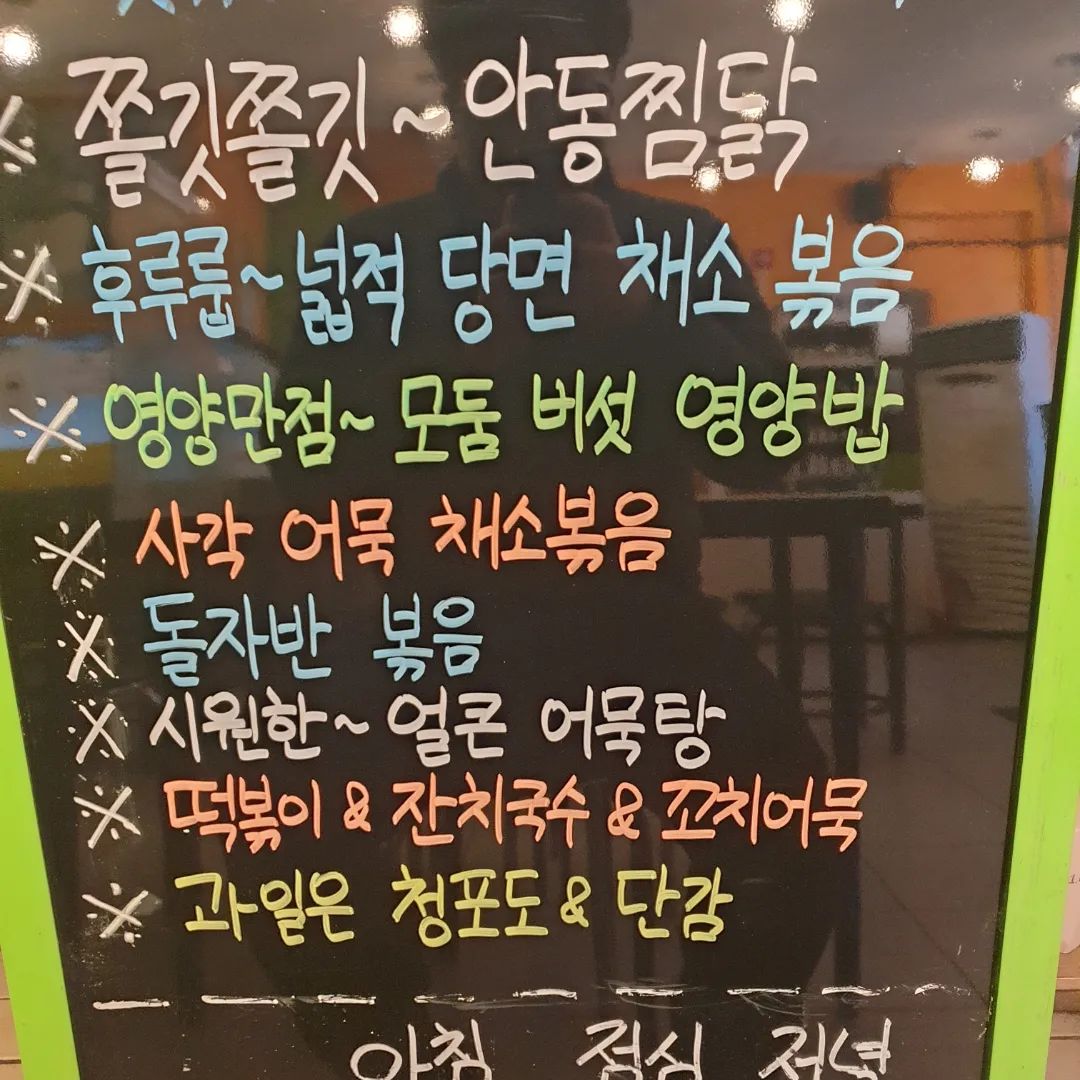 ※ 쫄깃쫄깃~안동찜닭
※ 후루룹~넓적 당면 채소 볶음
※ 영양만점~ 모둠 버섯 영양밥
※ 사각 어묵 채소볶음
※ 돌자반 볶음
※ 시원한~ 얼큰 어묵탕
※ 떡볶이 & 잔치국수 & 꼬치어묵
※ 과일은 청포도 & 단감
아침 점심 저녁